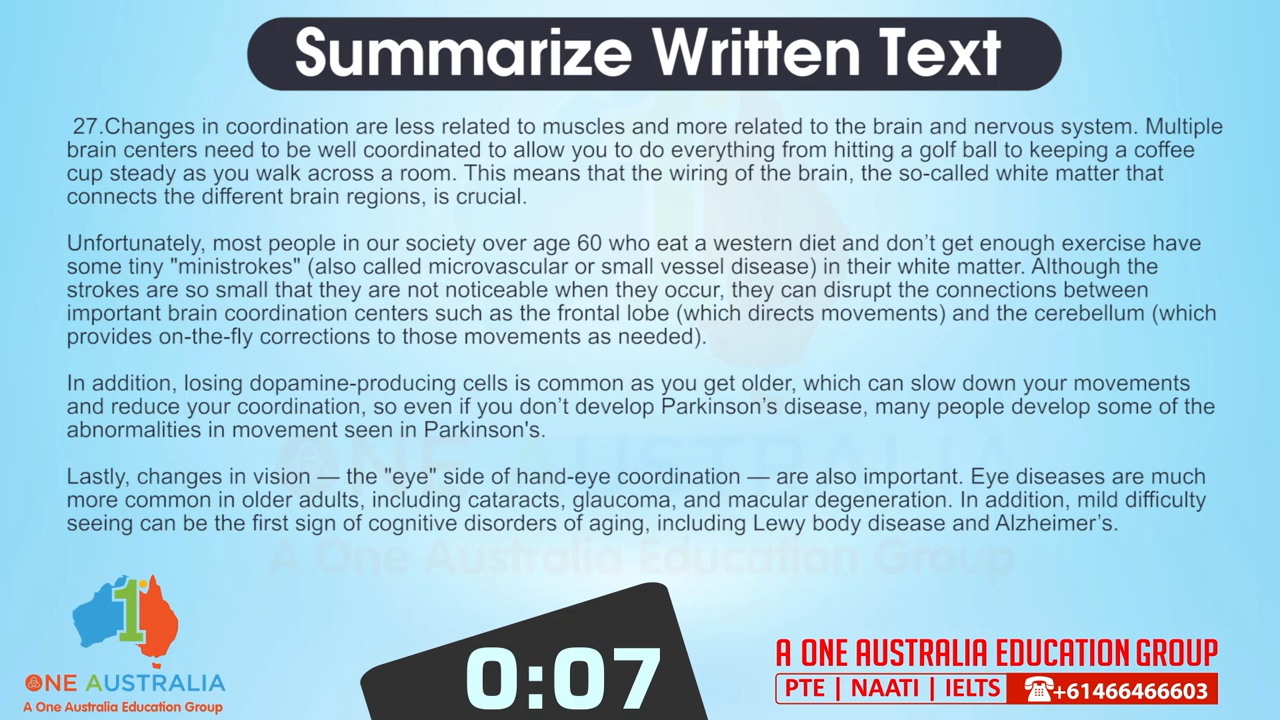 Summarize Written Text
27.Changes in coordination are less related to muscles and more related to the brain and nervous system. Multiple
brain centers need to be well coordinated to allow you to do everything from hitting a golf ball to keeping a coffee
cup steady as you walk across a room. This means that the wiring of the brain, the so-called white matter that
connects the different brain regions, is crucial.
Unfortunately, most people in our society over age 60 who eat a western diet and don’t get enough exercise have
some tiny "ministrokes" (also called microvascular or small vessel disease) in their white matter. Although the
strokes are so small that they are not noticeable when they occur, they can disrupt the connections between
important brain coordination centers such as the frontal lobe (which directs movements) and the cerebellum (which
provides on-the-fly corrections to those movements as needed).
In addition, losing dopamine-producing cells is common as you get older, which can slow down your movements
and reduce your coordination, so even if you don’t develop Parkinson’s disease, many people develop some of the
abnormalities in movement seen in Parkinson's.
Lastly, changes in vision — the "eye" side of hand-eye coordination — are also important. Eye diseases are much
more common in older adults, including cataracts, glaucoma, and macular degeneration. In addition, mild difficulty
seeing can be the first sign of cognitive disorders of aging, including Lewy body disease and Alzheimer’s.
ONE AUSTRALIA
A One Australia Education Group
1
ONE AUSTRALIA
A One Australia Education Group
0:07
A ONE AUSTRALIA EDUCATION GROUP
PTE | NAATI | IELTS +61466466603